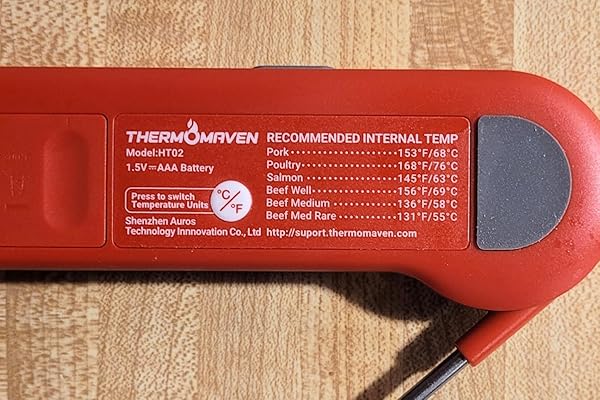 THERMOMAVEN
Model:HT02
1.5V⎓AAA Battery
Press to switch
Temperature Units
°C/°F
Shenzhen Auros
Technology Innnovation Co., Ltd
RECOMMENDED INTERNAL TEMP
Pork 153°F/68°C
Poultry 168°F/76°C
Salmon 145°F/63°C
Beef Well 156°F/69°C
Beef Medium 136°F/58°C
Beef Med Rare 131°F/55°C
http://suport.thermomaven.com